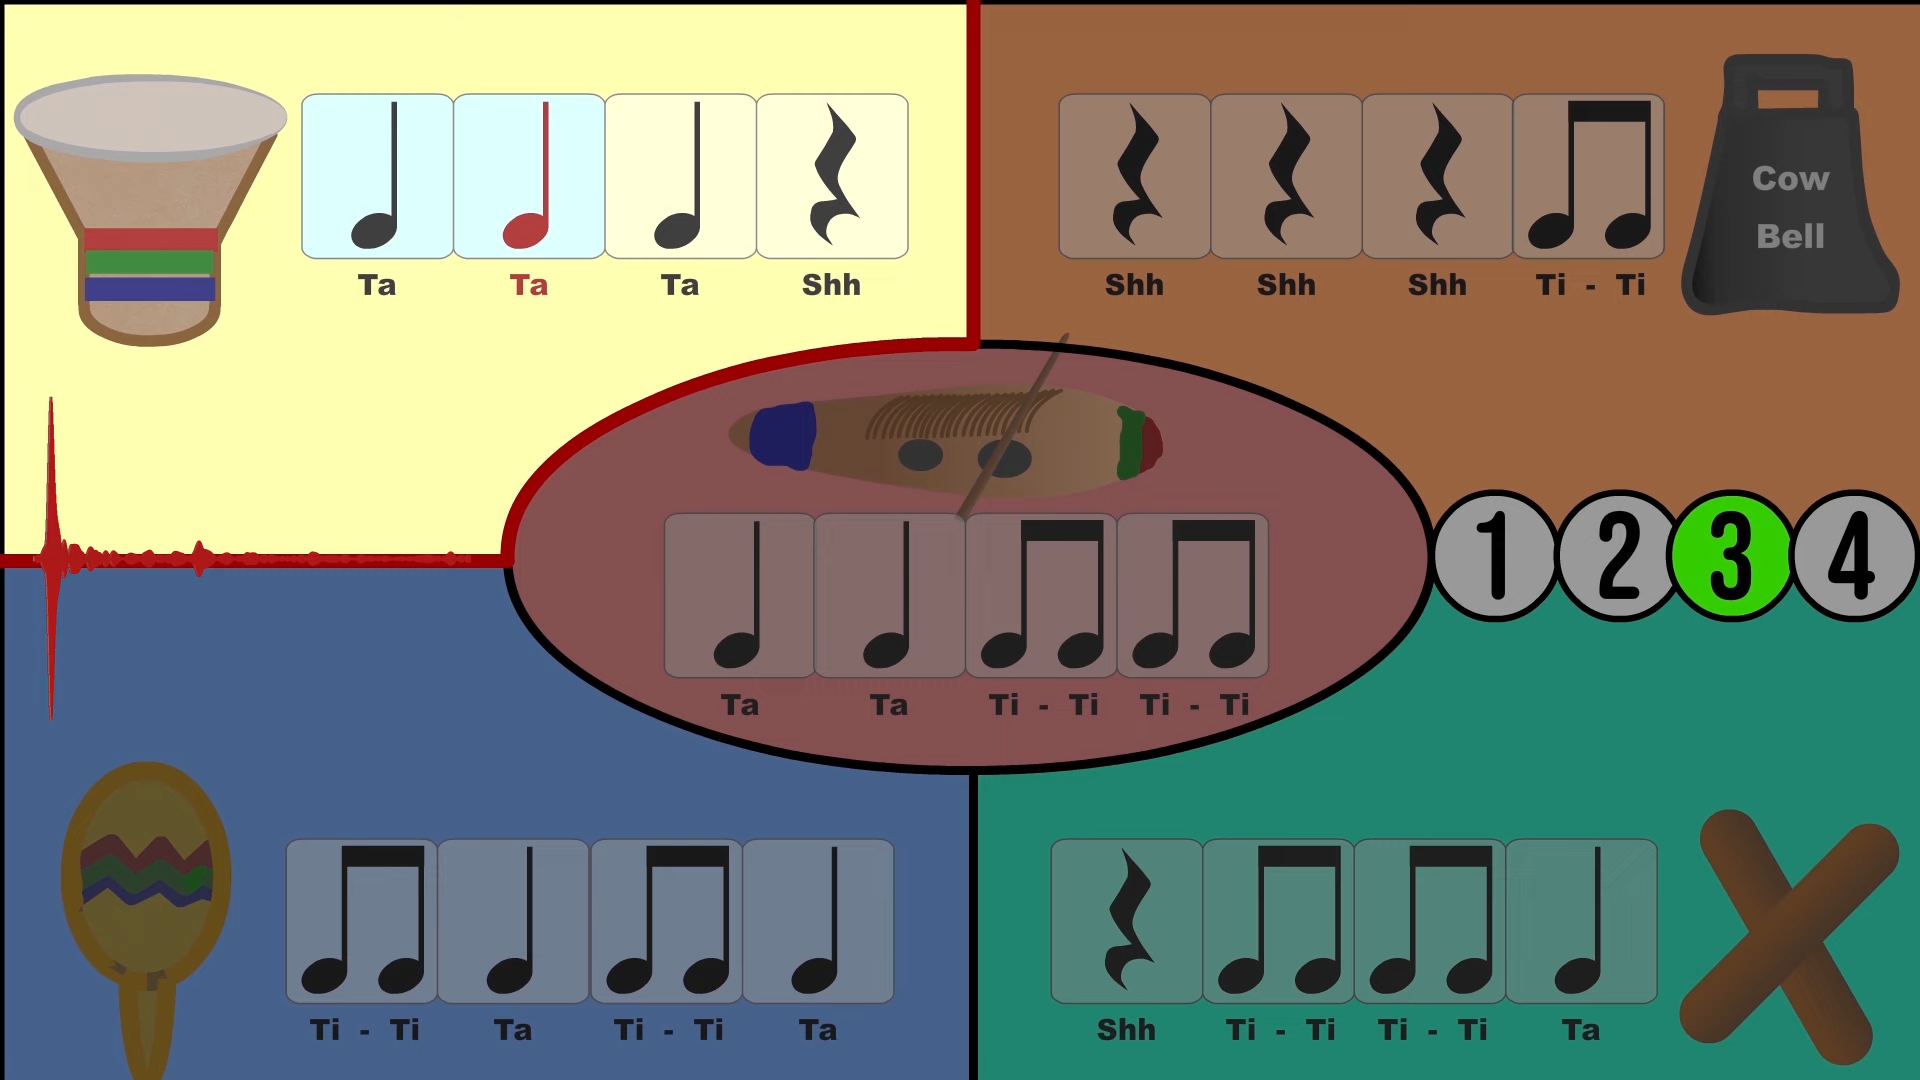 Ta Ta Ta Shh
Shh Shh Shh Ti - Ti
Cow
Bell
1 2 3 4
Ta Ta Ti - Ti Ti - Ti
Ti - Ti Ta Ti - Ti Ta
Shh Ti - Ti Ti - Ti Ta